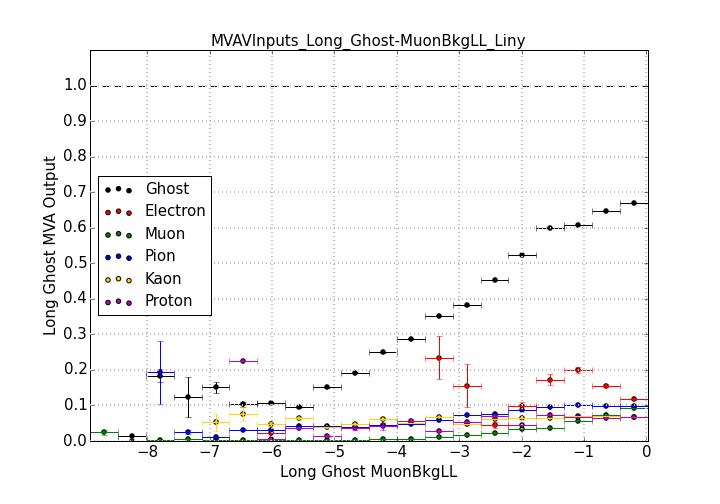 MVAVInputs_Long_Ghost-MuonBkgLL_Liny
Long Ghost MVA Output
1.0
0.9
0.8
0.7
0.6
0.5
0.4
0.3
0.2
0.1
0.0
Ghost
Electron
Muon
Pion
Kaon
Proton
−8 −7 −6 −5 −4 −3 −2 −1 0
Long Ghost MuonBkgLL